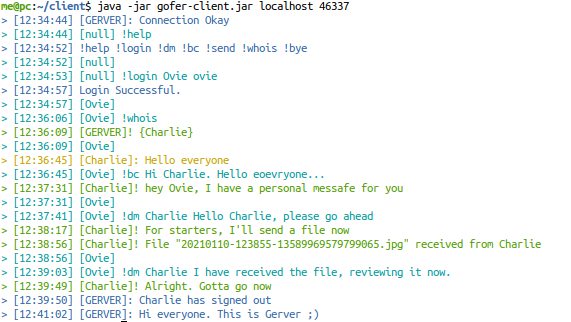 me@pc:~/client$ java -jar gofer-client.jar localhost 46337
> [12:34:44] [GERVER]: Connection Okay
> [12:34:44] [null] !help
> [12:34:52] !help !login !dm !bc !send !whois !bye
> [12:34:52] [null]
> [12:34:53] [null] !login Ovie ovie
> [12:34:57] Login Successful.
> [12:34:57] [Ovie]
> [12:36:06] [Ovie] !whois
> [12:36:09] [GERVER]! {Charlie}
> [12:36:09] [Ovie]
> [12:36:45] [Charlie]: Hello everyone
> [12:36:45] [Ovie] !bc Hi Charlie. Hello eoevryone...
> [12:37:31] [Charlie]! hey Ovie, I have a personal messafe for you
> [12:37:31] [Ovie]
> [12:37:41] [Ovie] !dm Charlie Hello Charlie, please go ahead
> [12:38:17] [Charlie]! For starters, I'll send a file now
> [12:38:56] [Charlie]! File "20210110-123855-13589969579799065.jpg" received from Charlie
> [12:38:56] [Ovie]
> [12:39:03] [Ovie] !dm Charlie I have received the file, reviewing it now.
> [12:39:49] [Charlie]! Alright. Gotta go now
> [12:39:50] [GERVER]: Charlie has signed out
> [12:41:02] [GERVER]: Hi everyone. This is Gerver ;)